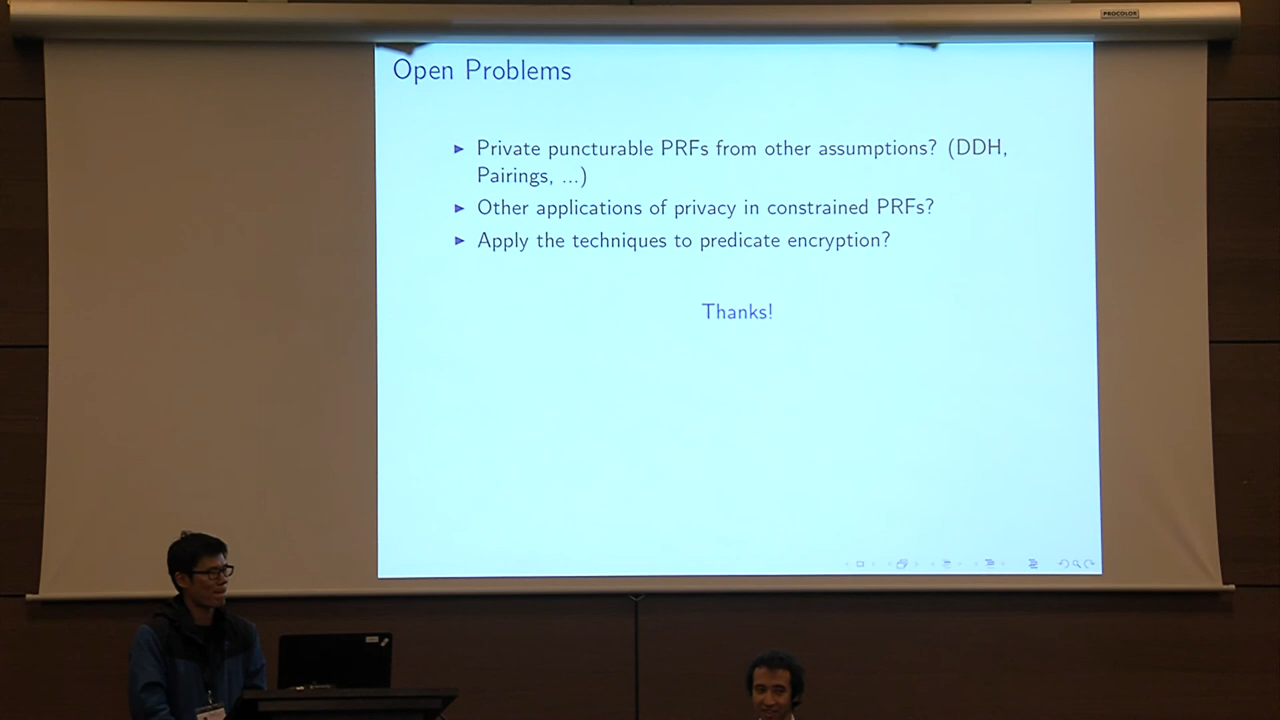 PROCOLOR
Open Problems
Private puncturable PRFs from other assumptions? (DDH,
Pairings, ...)
Other applications of privacy in constrained PRFs?
Apply the techniques to predicate encryption?
Thanks!